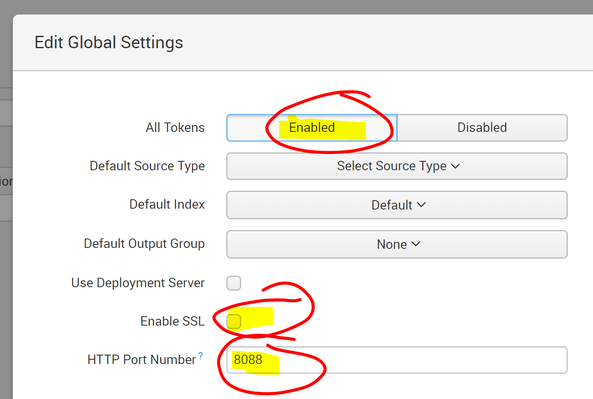 Edit Global Settings
All Tokens Enabled Disabled
Default Source Type Select Source Type
ion
Default Index Default
Default Output Group None
Use Deployment Server
Enable SSL
HTTP Port Number ? 8088